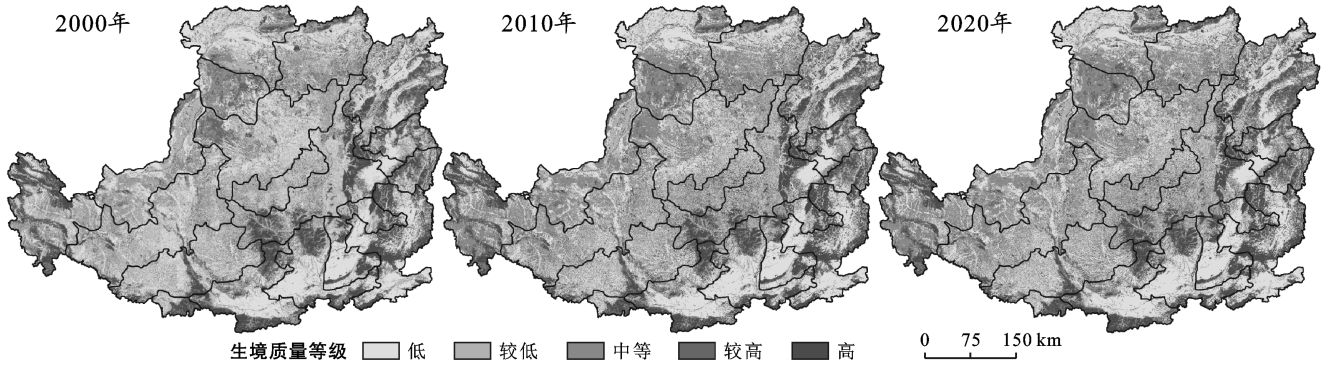 2000年
2010年
2020年
生境质量等级 低 较低 中等 较高 高
0 75 150 km